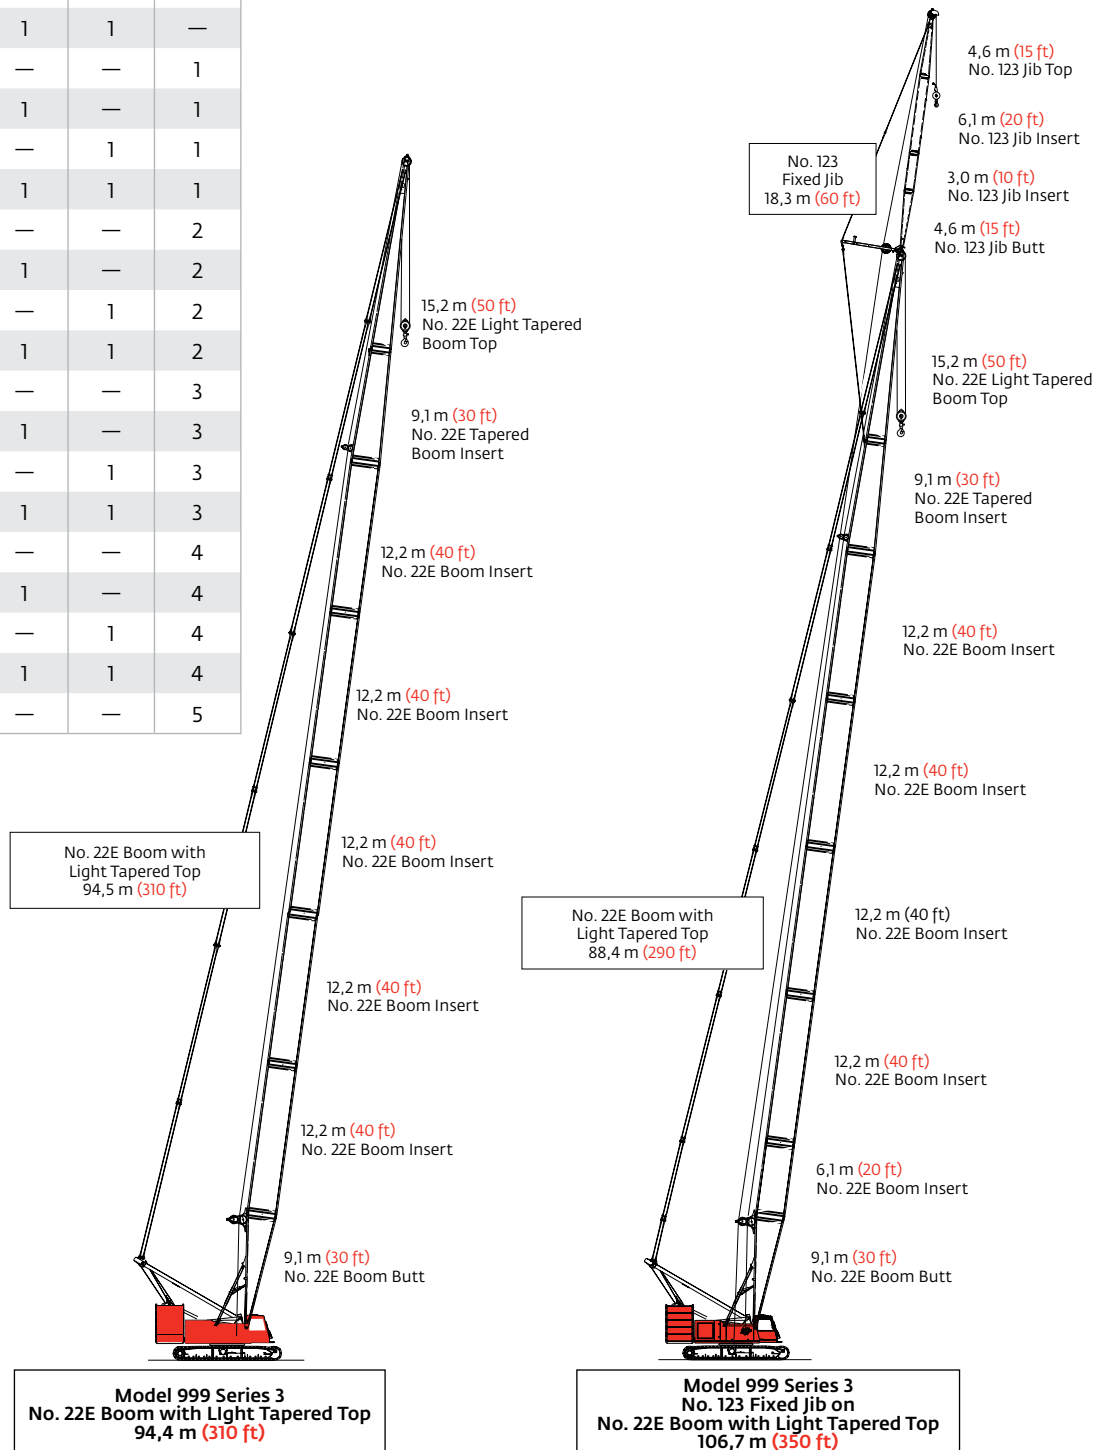 1 1 —
— — 1
1 — 1
— 1 1
1 1 1
— — 2
1 — 2
— 1 2
1 1 2
— — 3
1 — 3
— 1 3
1 1 3
— — 4
1 — 4
— 1 4
1 1 4
— — 5
15,2 m (50 ft)
No. 22E Light Tapered
Boom Top
9,1 m (30 ft)
No. 22E Tapered
Boom Insert
12,2 m (40 ft)
No. 22E Boom Insert
12,2 m (40 ft)
No. 22E Boom Insert
12,2 m (40 ft)
No. 22E Boom Insert
12,2 m (40 ft)
No. 22E Boom Insert
12,2 m (40 ft)
No. 22E Boom Insert
9,1 m (30 ft)
No. 22E Boom Butt
No. 22E Boom with
Light Tapered Top
94,5 m (310 ft)
Model 999 Series 3
No. 22E Boom with LIght Tapered Top
94,4 m (310 ft)
4,6 m (15 ft)
No. 123 Jib Top
6,1 m (20 ft)
No. 123 Jib Insert
3,0 m (10 ft)
No. 123 Jib Insert
4,6 m (15 ft)
No. 123 Jib Butt
No. 123
Fixed Jib
18,3 m (60 ft)
15,2 m (50 ft)
No. 22E Light Tapered
Boom Top
9,1 m (30 ft)
No. 22E Tapered
Boom Insert
12,2 m (40 ft)
No. 22E Boom Insert
12,2 m (40 ft)
No. 22E Boom Insert
12,2 m (40 ft)
No. 22E Boom Insert
12,2 m (40 ft)
No. 22E Boom Insert
6,1 m (20 ft)
No. 22E Boom Insert
9,1 m (30 ft)
No. 22E Boom Butt
No. 22E Boom with
Light Tapered Top
88,4 m (290 ft)
Model 999 Series 3
No. 123 Fixed Jib on
No. 22E Boom with Light Tapered Top
106,7 m (350 ft)